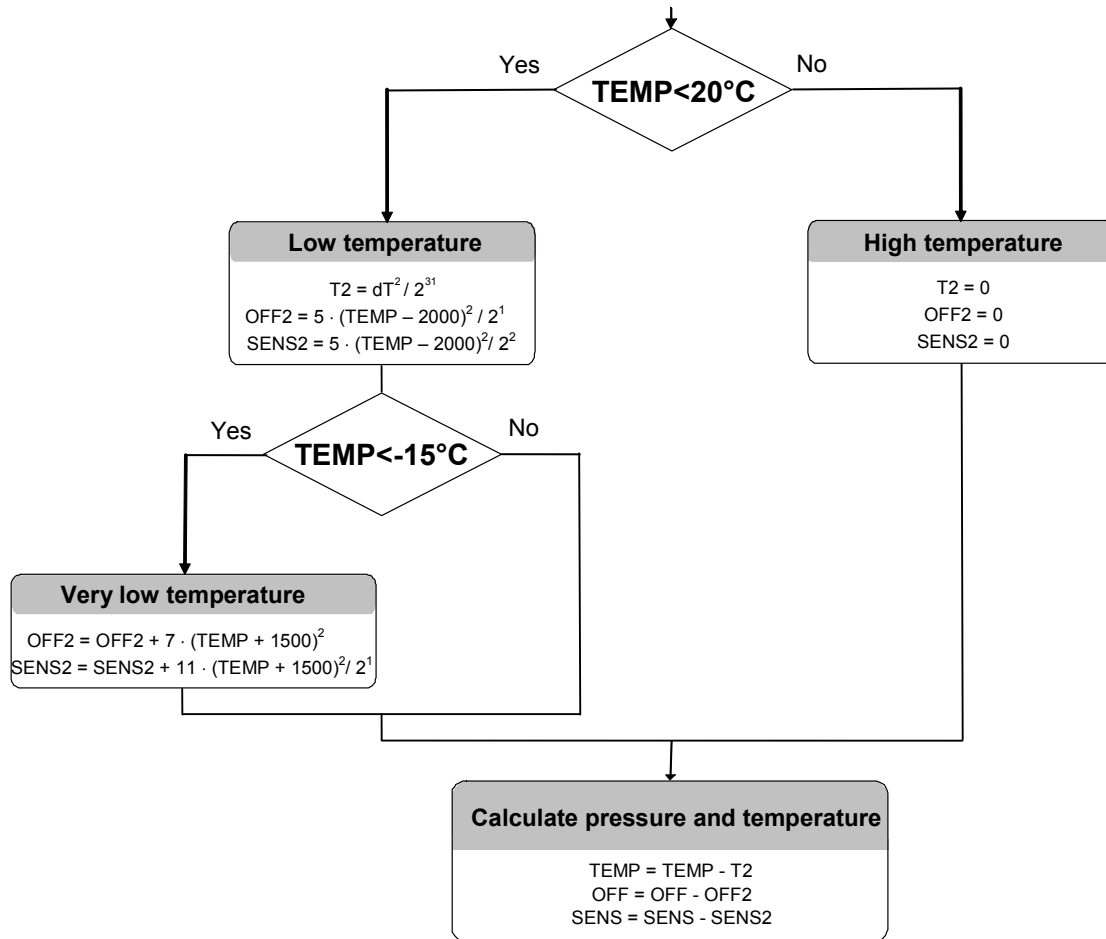 Yes
No
TEMP<20°C
Low temperature
T2 = dT² / 2³¹
OFF2 = 5 ⋅ (TEMP – 2000)² / 2¹
SENS2 = 5 ⋅ (TEMP – 2000)²/ 2²
High temperature
T2 = 0
OFF2 = 0
SENS2 = 0
Yes
No
TEMP<-15°C
Very low temperature
OFF2 = OFF2 + 7 ⋅ (TEMP + 1500)²
SENS2 = SENS2 + 11 ⋅ (TEMP + 1500)²/ 2¹
Calculate pressure and temperature
TEMP = TEMP - T2
OFF = OFF - OFF2
SENS = SENS - SENS2